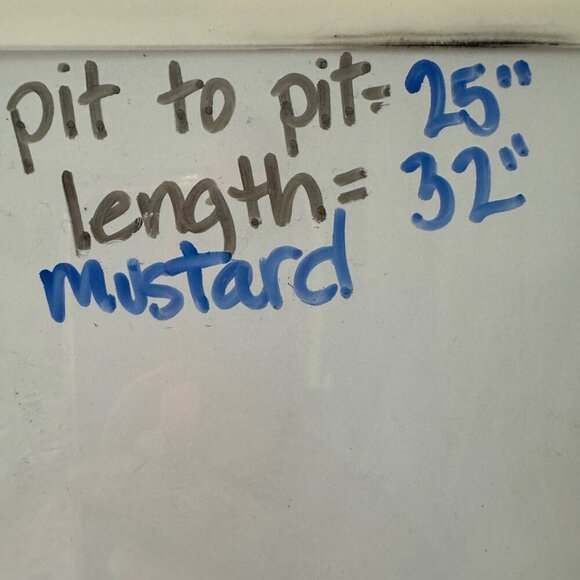 pit to pit= 25"
length= 32"
mustard